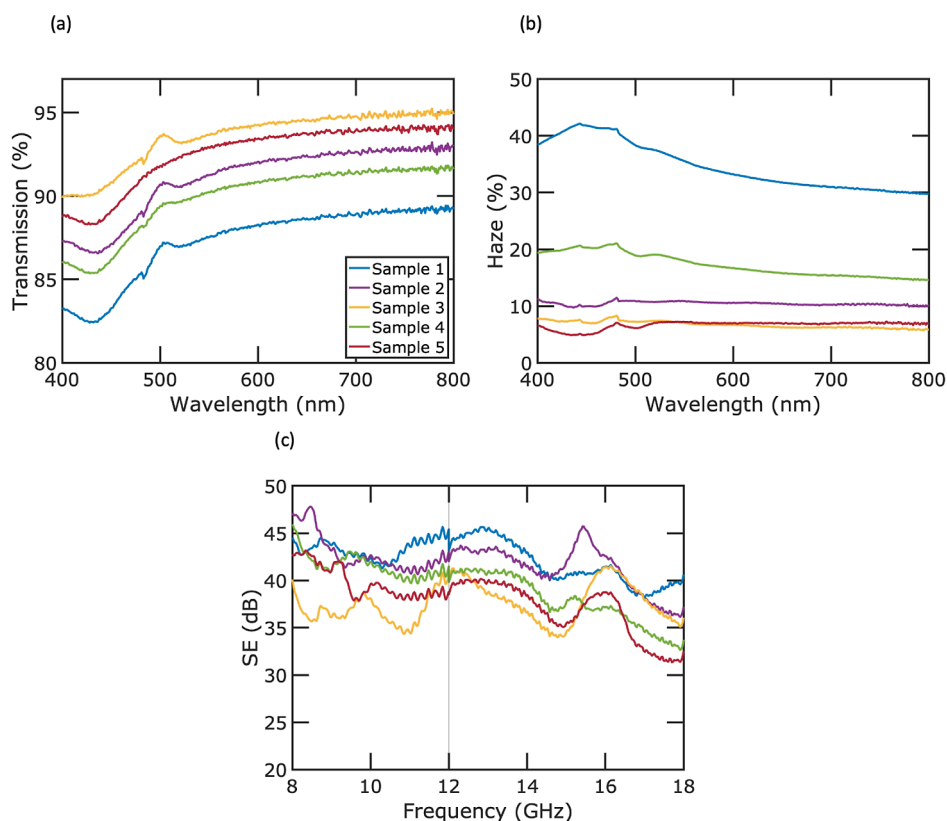 (a)
(b)
95
90
85
80
400
500
600
700
800
Transmission (%)
Wavelength (nm)
Sample 1
Sample 2
Sample 3
Sample 4
Sample 5
50
40
30
20
10
0
400
500
600
700
800
Haze (%)
Wavelength (nm)
(c)
50
45
40
35
30
25
20
8
10
12
14
16
18
SE (dB)
Frequency (GHz)